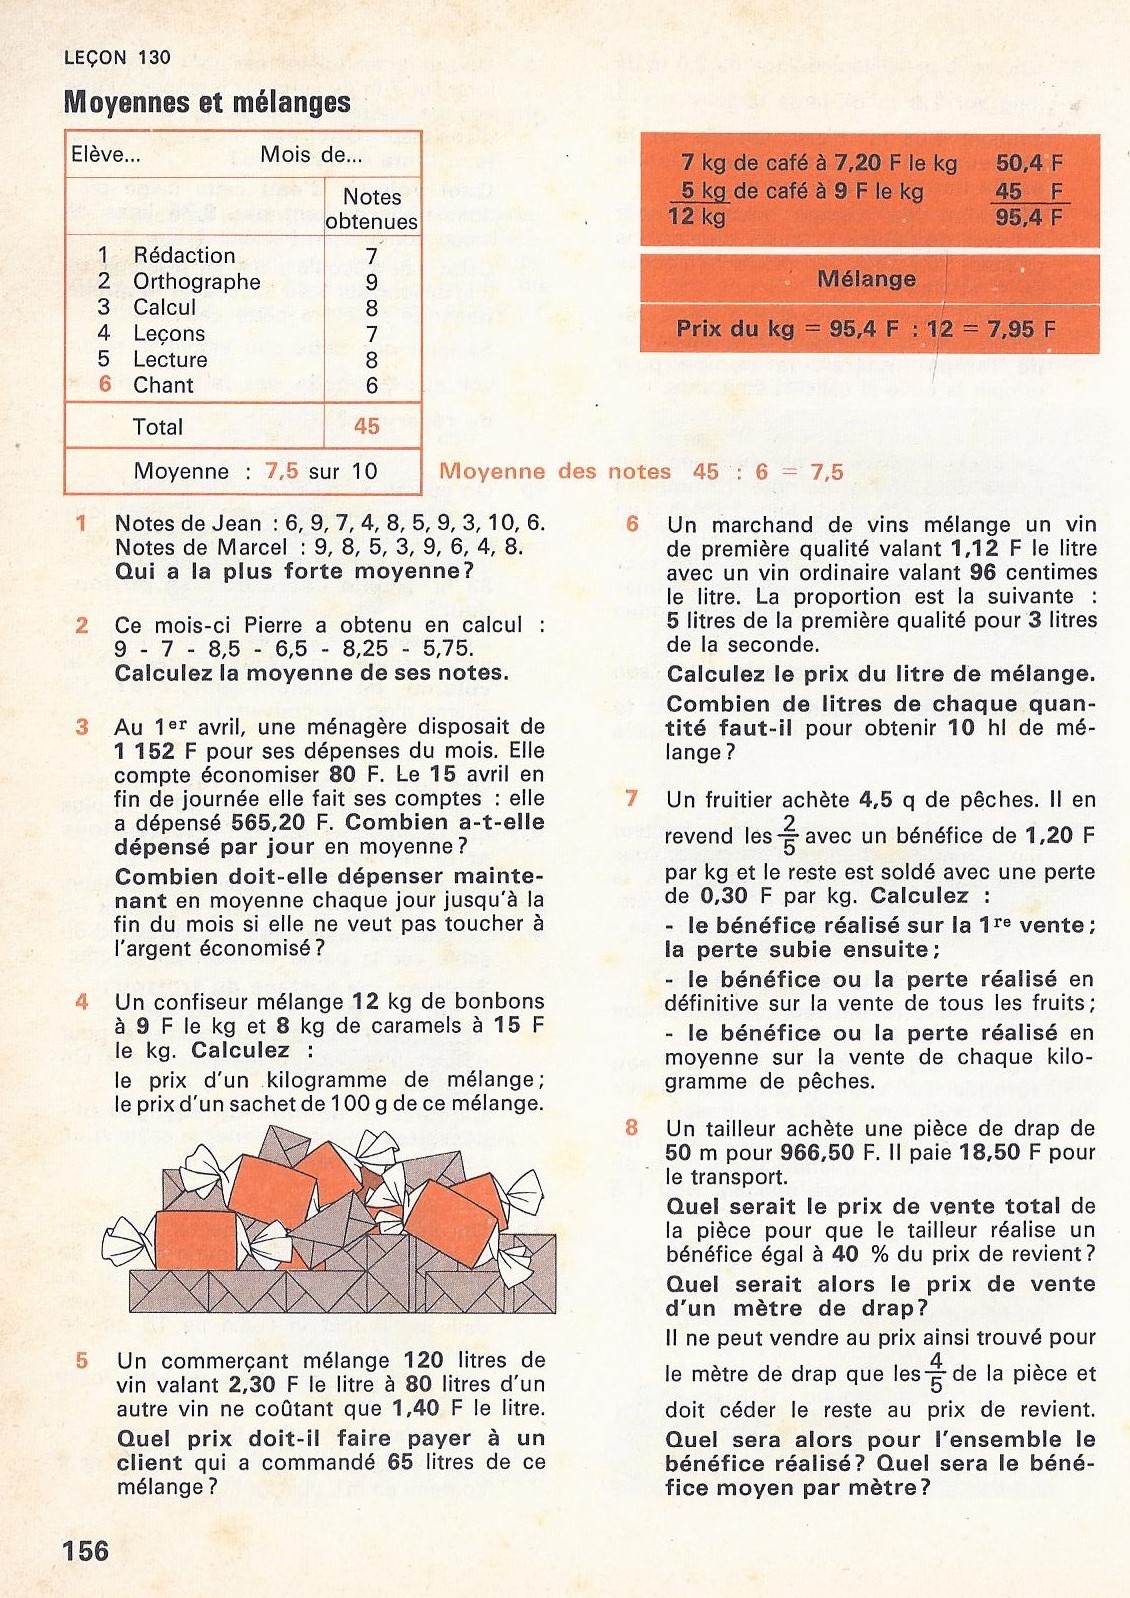 LEÇON 130
Moyennes et mélanges
Elève... Mois de...
Notes
obtenues
1 Rédaction 7
2 Orthographe 9
3 Calcul 8
4 Leçons 7
5 Lecture 8
6 Chant 6
Total 45
Moyenne : 7,5 sur 10
Moyenne des notes 45 : 6 = 7,5
7 kg de café à 7,20 F le kg 50,4 F
5 kg de café à 9 F le kg 45 F
12 kg 95,4 F
Mélange
Prix du kg = 95,4 F : 12 = 7,95 F
1 Notes de Jean : 6, 9, 7, 4, 8, 5, 9, 3, 10, 6.
Notes de Marcel : 9, 8, 5, 3, 9, 6, 4, 8.
Qui a la plus forte moyenne?
2 Ce mois-ci Pierre a obtenu en calcul :
9 - 7 - 8,5 - 6,5 - 8,25 - 5,75.
Calculez la moyenne de ses notes.
3 Au 1er avril, une ménagère disposait de
1 152 F pour ses dépenses du mois. Elle
compte économiser 80 F. Le 15 avril en
fin de journée elle fait ses comptes : elle
a dépensé 565,20 F. Combien a-t-elle
dépensé par jour en moyenne?
Combien doit-elle dépenser mainte-
nant en moyenne chaque jour jusqu'à la
fin du mois si elle ne veut pas toucher à
l'argent économisé?
4 Un confiseur mélange 12 kg de bonbons
à 9 F le kg et 8 kg de caramels à 15 F
le kg. Calculez :
le prix d'un kilogramme de mélange;
le prix d'un sachet de 100 g de ce mélange.
5 Un commerçant mélange 120 litres de
vin valant 2,30 F le litre à 80 litres d'un
autre vin ne coûtant que 1,40 F le litre.
Quel prix doit-il faire payer à un
client qui a commandé 65 litres de ce
mélange?
6 Un marchand de vins mélange un vin
de première qualité valant 1,12 F le litre
avec un vin ordinaire valant 96 centimes
le litre. La proportion est la suivante :
5 litres de la première qualité pour 3 litres
de la seconde.
Calculez le prix du litre de mélange.
Combien de litres de chaque quan-
tité faut-il pour obtenir 10 hl de mé-
lange?
7 Un fruitier achète 4,5 q de pêches. Il en
revend les 2/5 avec un bénéfice de 1,20 F
par kg et le reste est soldé avec une perte
de 0,30 F par kg. Calculez :
- le bénéfice réalisé sur la 1re vente;
la perte subie ensuite;
- le bénéfice ou la perte réalisé en
définitive sur la vente de tous les fruits;
- le bénéfice ou la perte réalisé en
moyenne sur la vente de chaque kilo-
gramme de pêches.
8 Un tailleur achète une pièce de drap de
50 m pour 966,50 F. Il paie 18,50 F pour
le transport.
Quel serait le prix de vente total de
la pièce pour que le tailleur réalise un
bénéfice égal à 40 % du prix de revient?
Quel serait alors le prix de vente
d'un mètre de drap?
Il ne peut vendre au prix ainsi trouvé pour
le mètre de drap que les 4/5 de la pièce et
doit céder le reste au prix de revient.
Quel sera alors pour l'ensemble le
bénéfice réalisé? Quel sera le béné-
fice moyen par mètre?
156